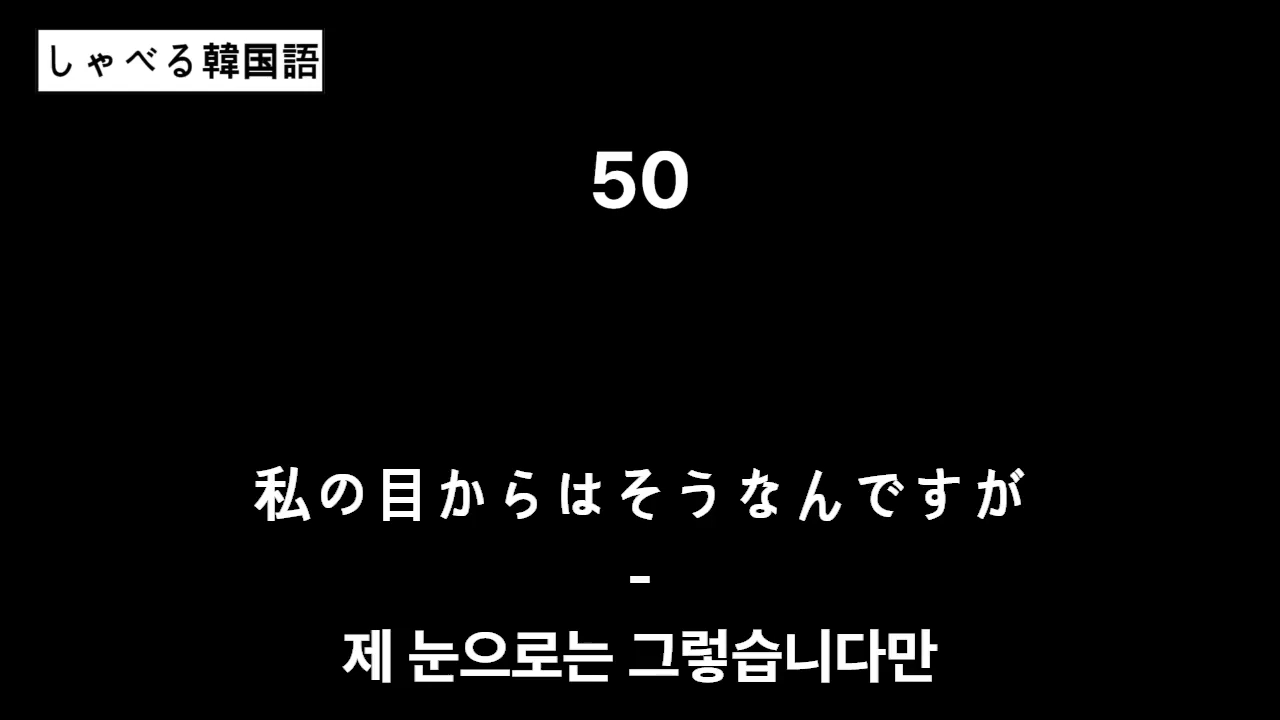 しゃべる韓国語
50
私の目からはそうなんですが
-
제 눈으로는 그렇습니다만